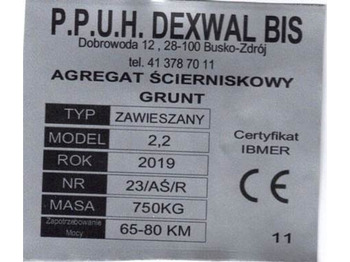 P.P.U.H. DEXWAL BIS
Dobrowoda 12 , 28-100 Busko-Zdrój
tel. 41 378 70 11
AGREGAT ŚCIERNISKOWY
GRUNT
TYP ZAWIESZANY
MODEL 2,2
ROK 2019
NR 23/AŚ/R
MASA 750KG
Zapotrzebowanie
Mocy 65-80 KM
Certyfikat
IBMER
CE
11